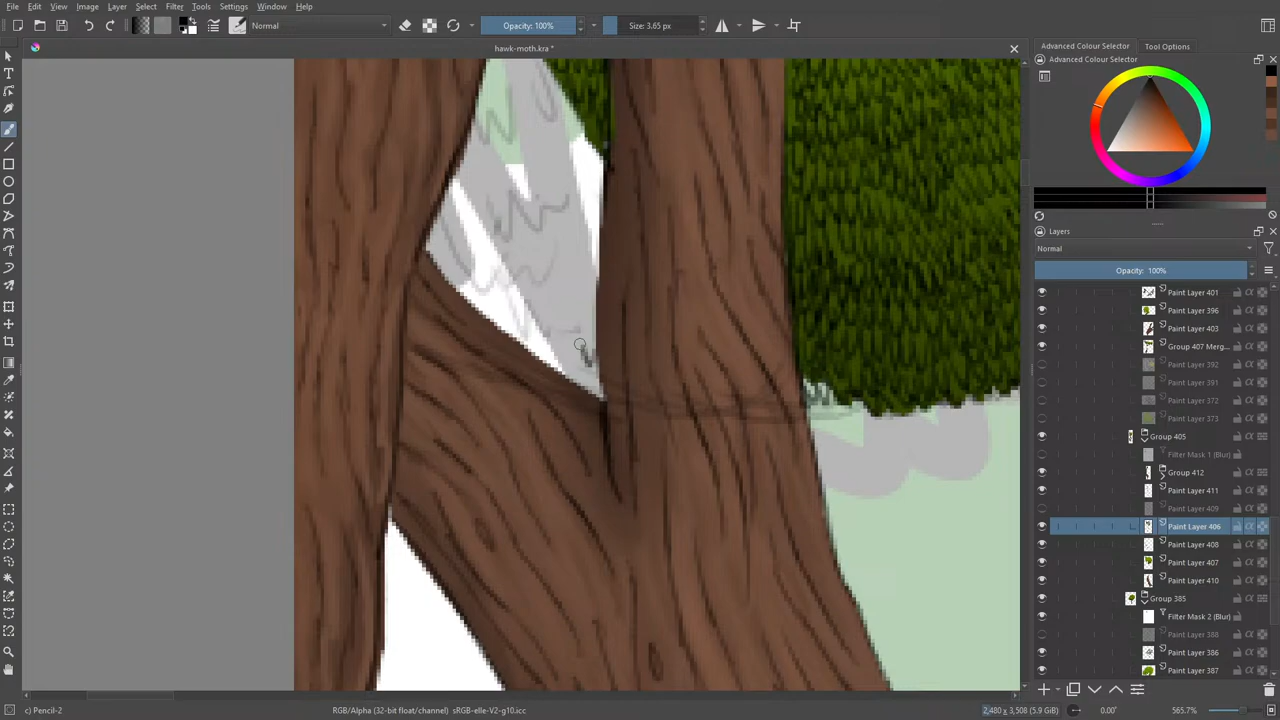 File Edit View Image Layer Select Filter Tools Settings Window Help
Normal
Opacity: 100%
Size: 3.65 px
hawk-moth.kra *
Advanced Colour Selector
Tool Options
Advanced Colour Selector
Layers
Normal
Opacity: 100%
Paint Layer 401
Paint Layer 396
Paint Layer 403
Group 407 Merg...
Paint Layer 392
Paint Layer 391
Paint Layer 372
Paint Layer 373
Group 405
Filter Mask 1 (Blur)
Group 412
Paint Layer 411
Paint Layer 409
Paint Layer 406
Paint Layer 408
Paint Layer 407
Paint Layer 410
Group 385
Filter Mask 2 (Blur)
Paint Layer 388
Paint Layer 386
Paint Layer 387
c) Pencil-2
RGB/Alpha (32-bit float/channel) sRGB-elle-V2-g10.icc
2,480 x 3,508 (5.9 GiB)
0.00°
565.7%